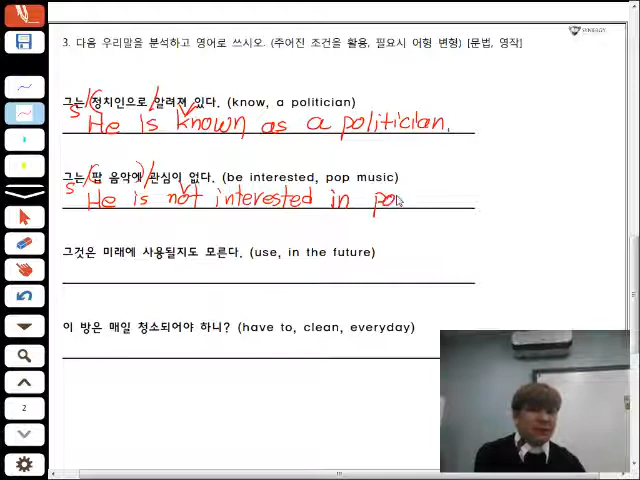 SYNERGY
3. 다음 우리말을 분석하고 영어로 쓰시오. (주어진 조건을 활용, 필요시 어형 변형) [문법, 영작]
그는 / 정치인으로 / 알려져 있다. (know, a politician)
S V
He is known as a politician.
그는 / 팝 음악에 / 관심이 없다. (be interested, pop music)
S V
He is not interested in po
그것은 미래에 사용될지도 모른다. (use, in the future)
이 방은 매일 청소되어야 하니? (have to, clean, everyday)
2